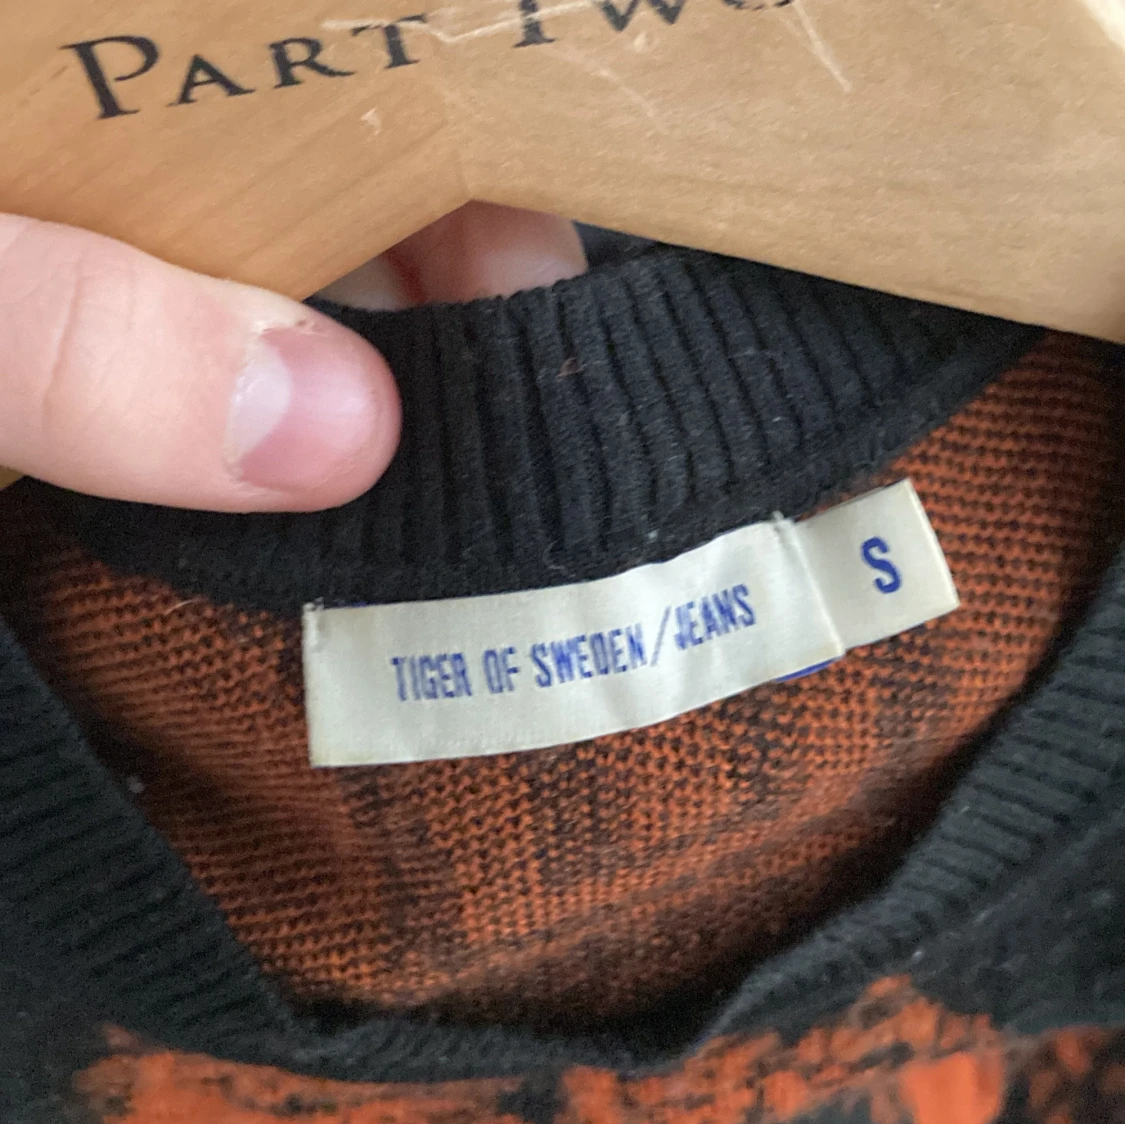 PART TWO
TIGER OF SWEDEN/JEANS
S